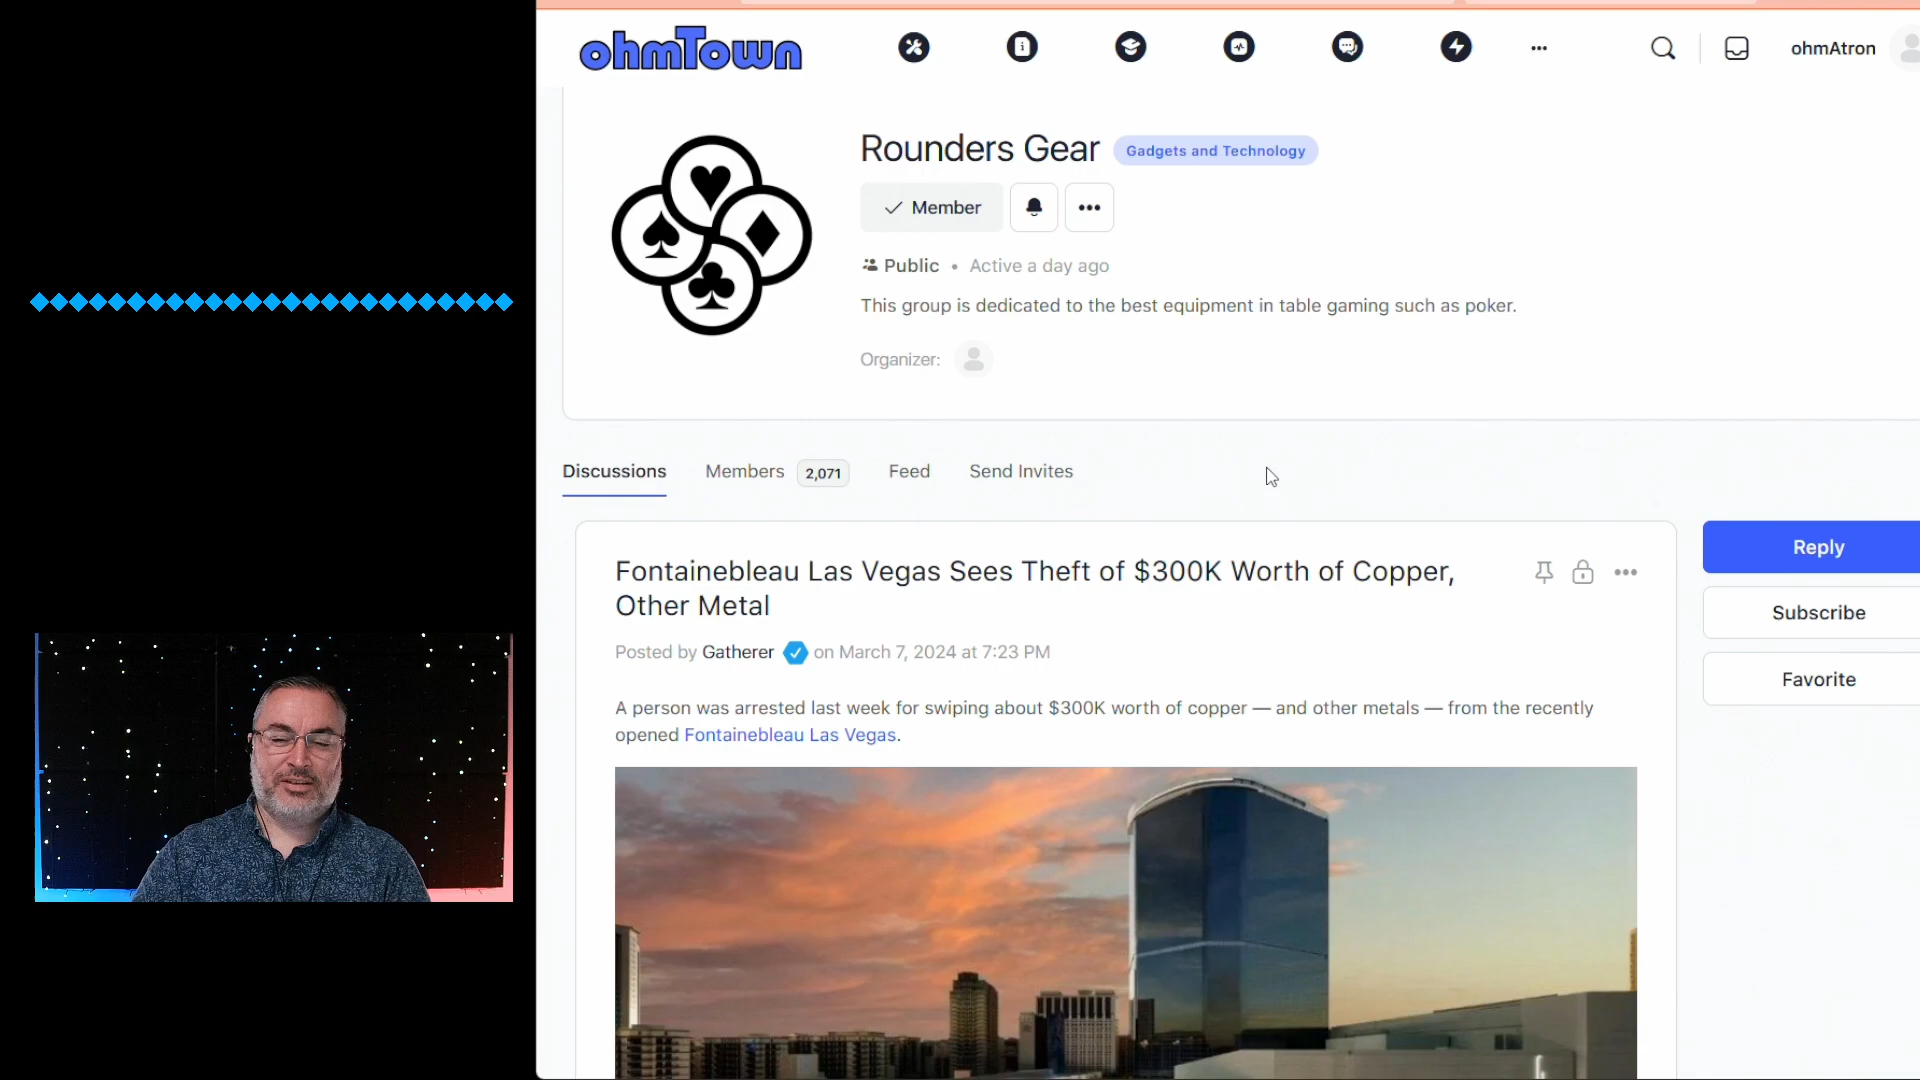 ohmTown
ohmAtron
Rounders Gear Gadgets and Technology
Member
Public • Active a day ago
This group is dedicated to the best equipment in table gaming such as poker.
Organizer:
Discussions Members 2,071 Feed Send Invites
Fontainebleau Las Vegas Sees Theft of $300K Worth of Copper,
Other Metal
Posted by Gatherer on March 7, 2024 at 7:23 PM
A person was arrested last week for swiping about $300K worth of copper — and other metals — from the recently
opened Fontainebleau Las Vegas.
Reply
Subscribe
Favorite